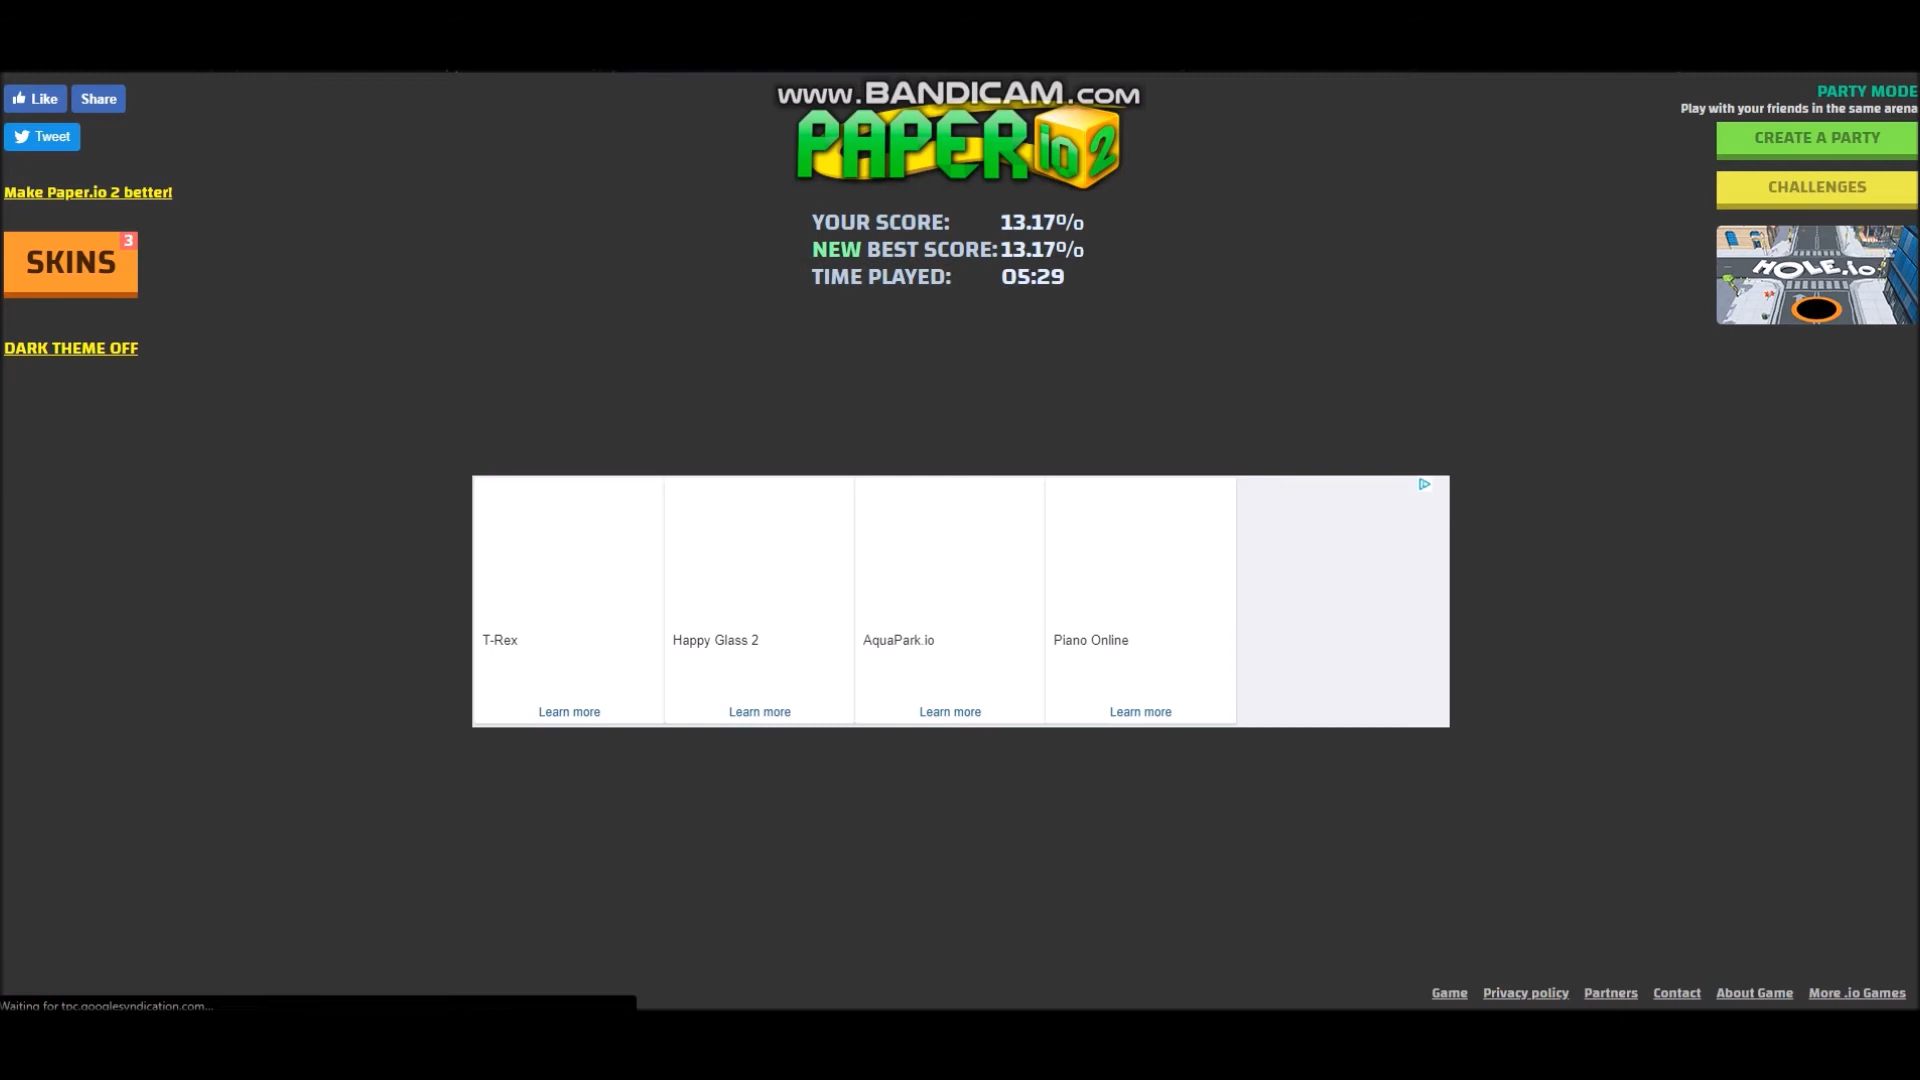 www.BANDICAM.com
PAPER io 2
Like Share
Tweet
Make Paper.io 2 better!
SKINS 3
DARK THEME OFF
YOUR SCORE: 13.17%
NEW BEST SCORE: 13.17%
TIME PLAYED: 05:29
PARTY MODE
Play with your friends in the same arena
CREATE A PARTY
CHALLENGES
HOLE.io
T-Rex
Learn more
Happy Glass 2
Learn more
AquaPark.io
Learn more
Piano Online
Learn more
Waiting for tpc.googlesyndication.com...
Game Privacy policy Partners Contact About Game More .io Games